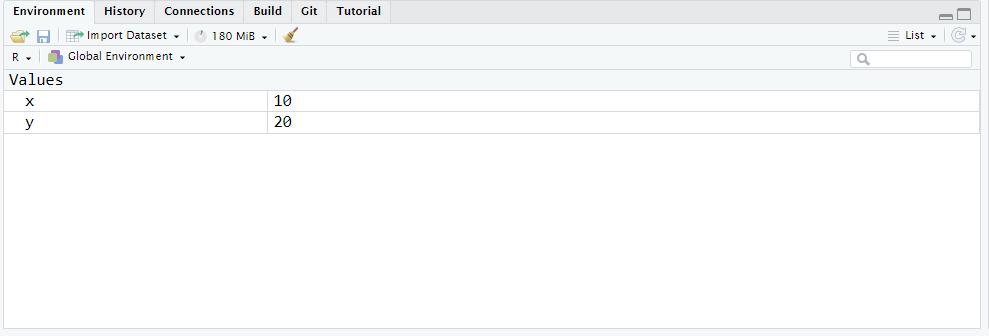 Environment History Connections Build Git Tutorial
Import Dataset 180 MiB List
R Global Environment
Values
x 10
y 20